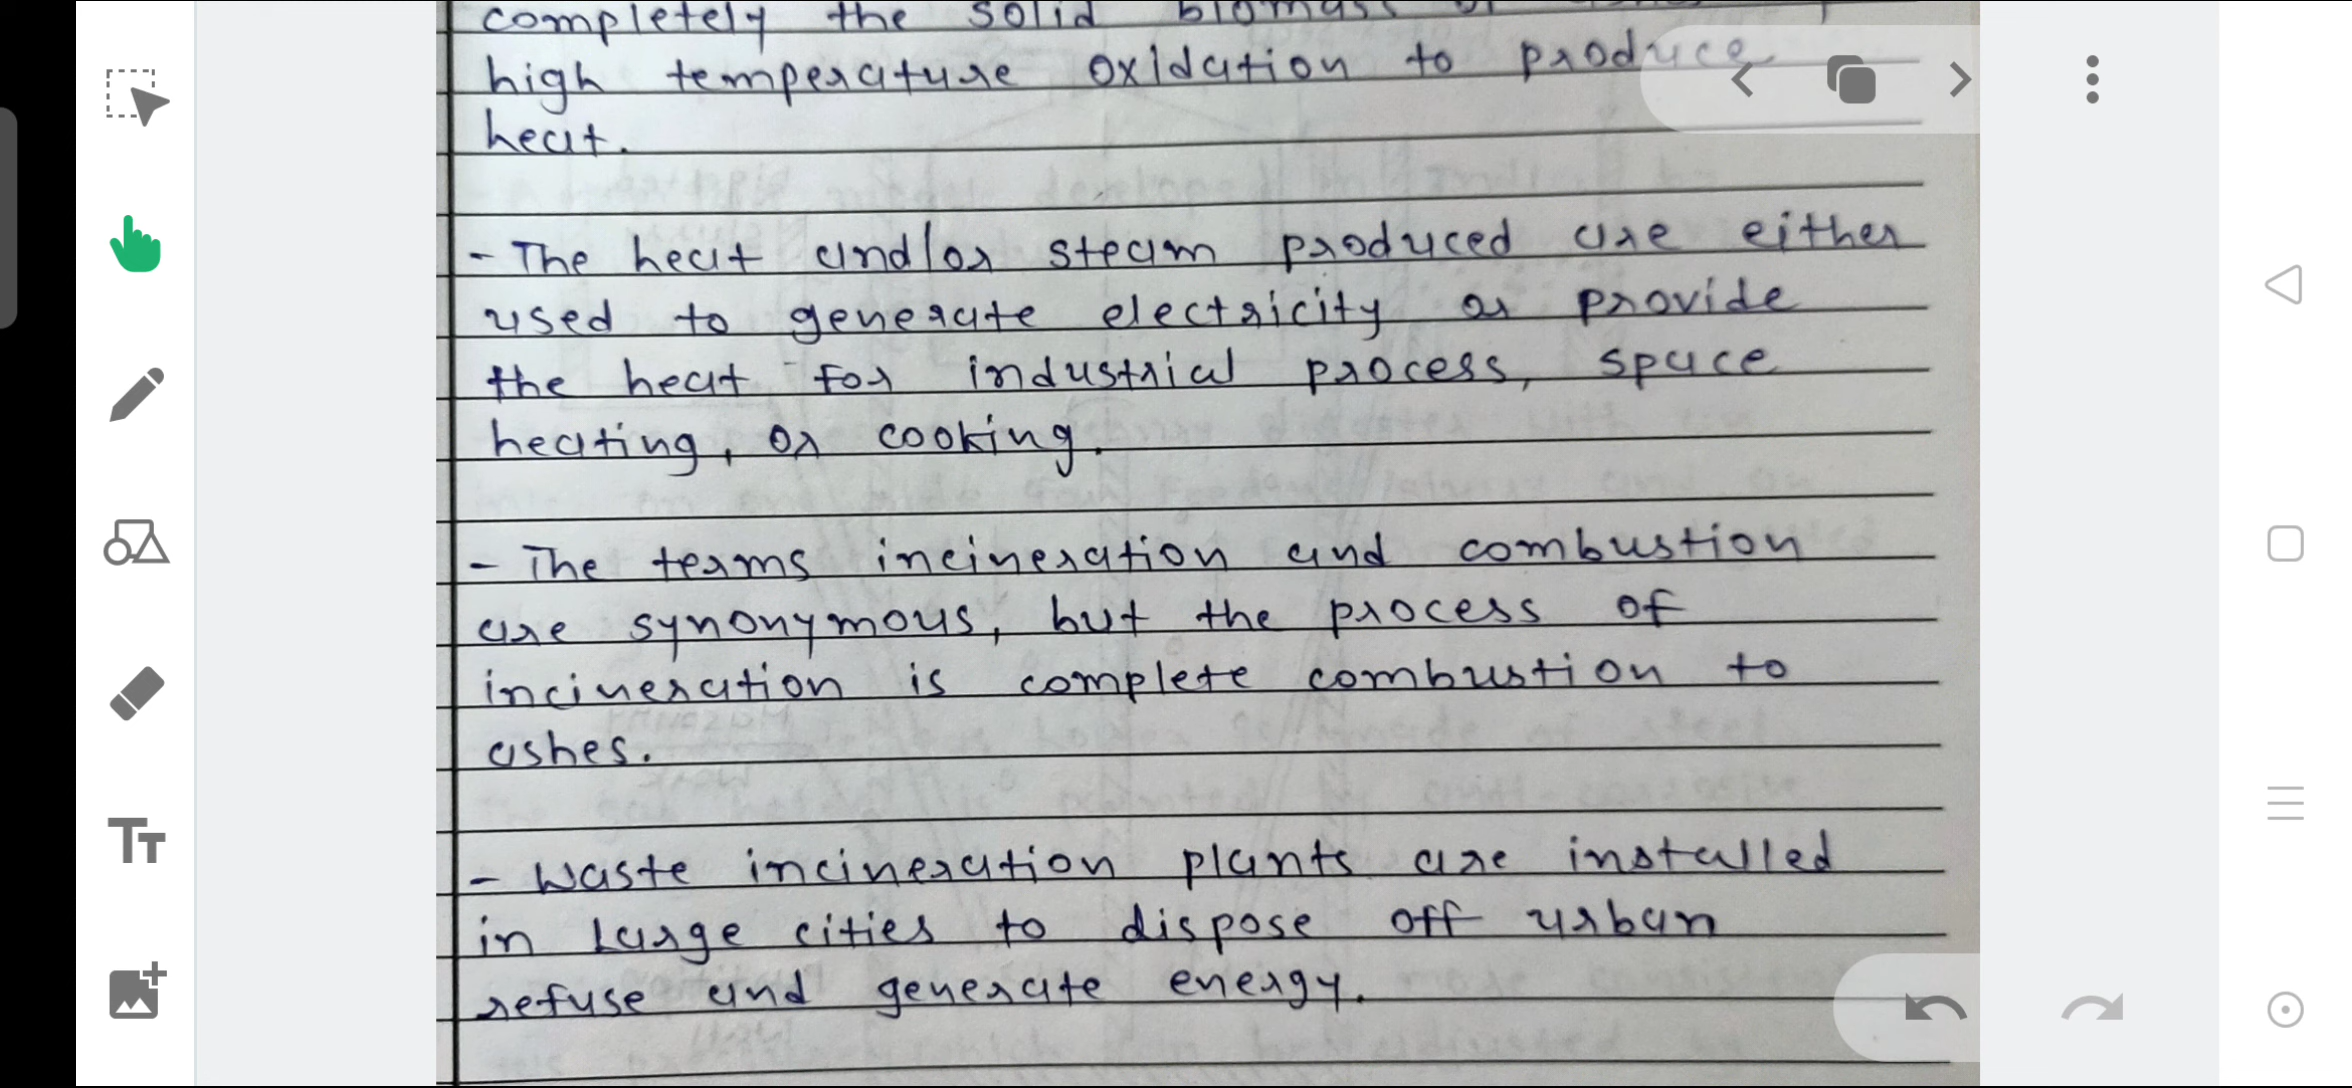 completely the solid biomass
high temperature oxidation to produce
heat.
- The heat and/or steam produced are either
used to generate electricity or provide
the heat for industrial process, space
heating, or cooking.
- The terms incineration and combustion
are synonymous, but the process of
incineration is complete combustion to
ashes.
- Waste incineration plants are installed
in Large cities to dispose off urban
refuse and generate energy.
TT